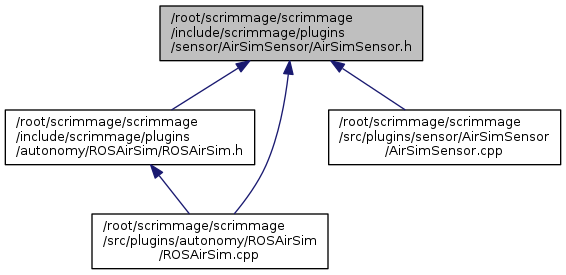 /root/scrimmage/scrimmage
/include/scrimmage/plugins
/sensor/AirSimSensor/AirSimSensor.h
/root/scrimmage/scrimmage
/include/scrimmage/plugins
/autonomy/ROSAirSim/ROSAirSim.h
/root/scrimmage/scrimmage
/src/plugins/sensor/AirSimSensor
/AirSimSensor.cpp
/root/scrimmage/scrimmage
/src/plugins/autonomy/ROSAirSim
/ROSAirSim.cpp